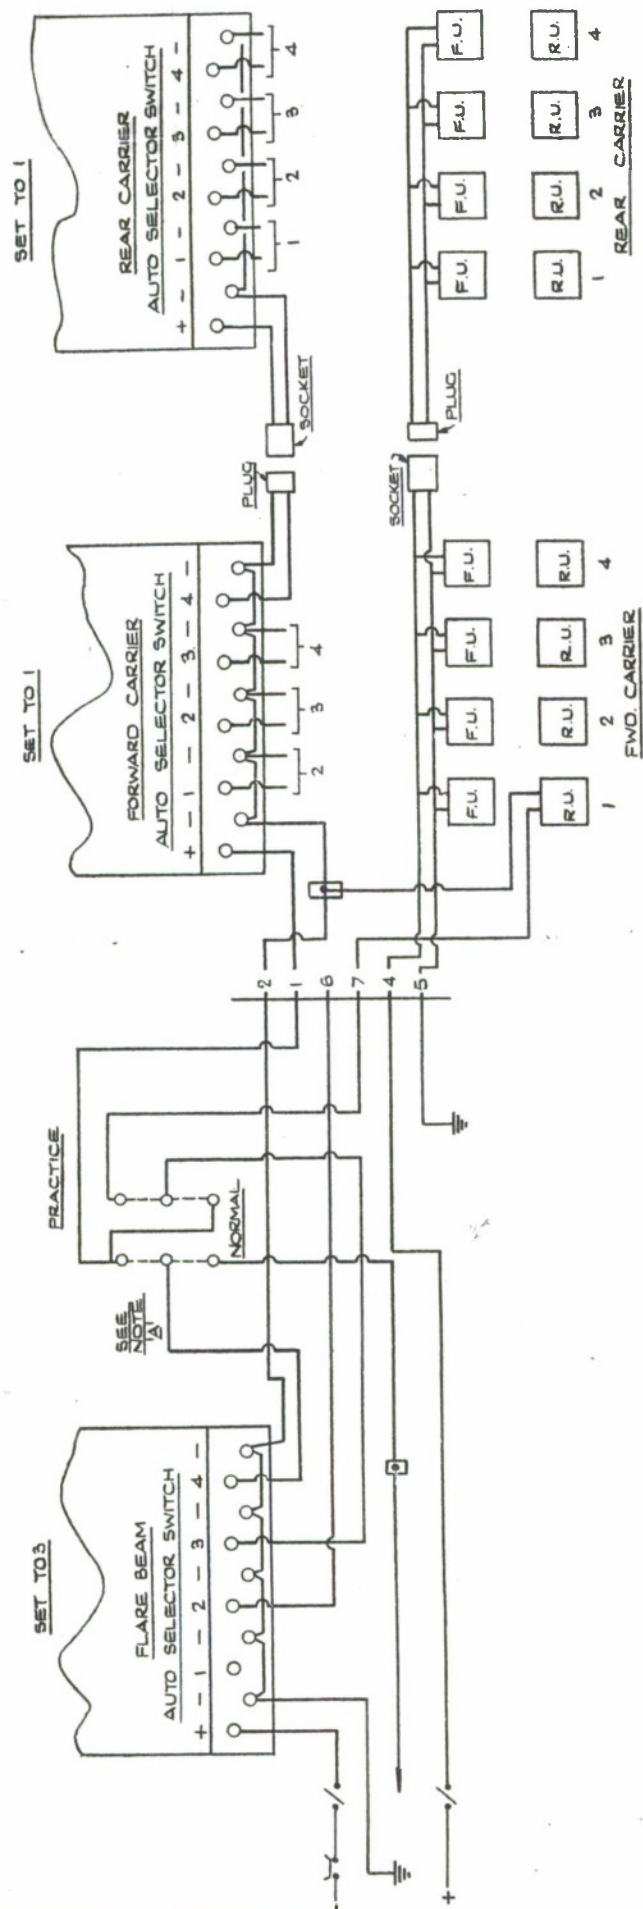 SET TO 3
FLARE BEAM
AUTO SELECTOR SWITCH
+ - 1 - 2 - 3 - 4 -
SEE
NOTE
'A'
PRACTICE
NORMAL
2
1
6
7
4
5
+
SET TO 1
FORWARD CARRIER
AUTO SELECTOR SWITCH
+ - 1 - 2 - 3 - 4 -
2 3 4
PLUG
SOCKET
SET TO 1
REAR CARRIER
AUTO SELECTOR SWITCH
+ - 1 - 2 - 3 - 4 -
1 2 3 4
SOCKET
PLUG
F.U. F.U. F.U. F.U.
R.U. R.U. R.U. R.U.
1 2 3 4
FWD. CARRIER
F.U. F.U. F.U. F.U.
R.U. R.U. R.U. R.U.
1 2 3 4
REAR CARRIER